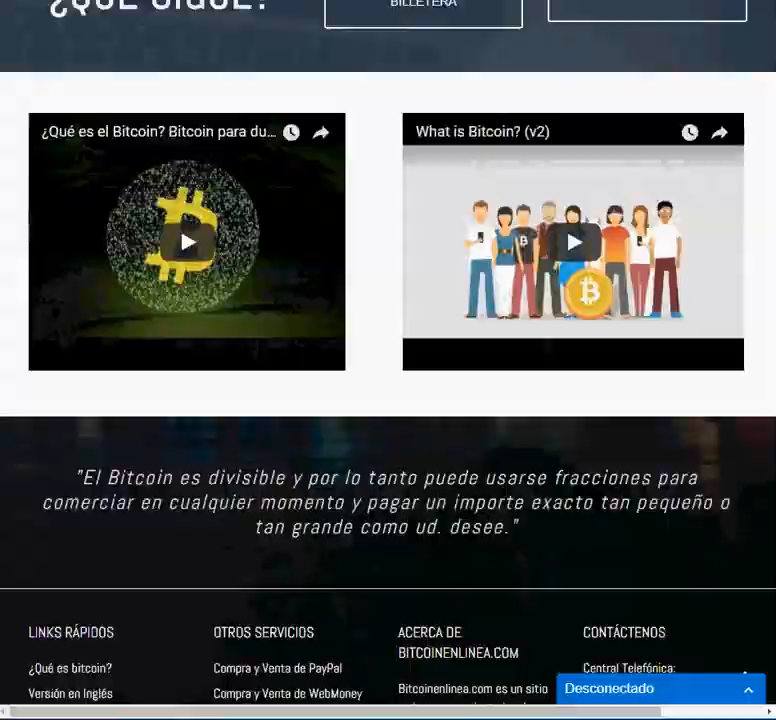 ¿QUÉ SIGUE?
BILLETERA
¿Qué es el Bitcoin? Bitcoin para du...
What is Bitcoin? (v2)
"El Bitcoin es divisible y por lo tanto puede usarse fracciones para
comerciar en cualquier momento y pagar un importe exacto tan pequeño o
tan grande como ud. desee."
LINKS RÁPIDOS
¿Qué es bitcoin?
Versión en Inglés
OTROS SERVICIOS
Compra y Venta de PayPal
Compra y Venta de WebMoney
ACERCA DE
BITCOINENLINEA.COM
Bitcoinenlinea.com es un sitio
CONTÁCTENOS
Central Telefónica:
Desconectado